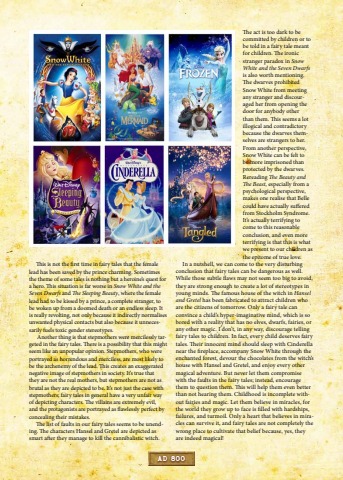 Snow White
THE LITTLE
MERMAID
Disney
FROZEN
WALT DISNEY'S
Sleeping
Beauty
WALT DISNEY'S
CINDERELLA
Disney
Tangled
This is not the first time in fairy tales that the female
lead has been saved by the prince charming. Sometimes
the theme of some tales is nothing but a heroine's quest for
a hero. This situation is far worse in Snow White and the
Seven Dwarfs and The Sleeping Beauty, where the female
lead had to be kissed by a prince, a complete stranger, to
be woken up from a doomed death or an endless sleep. It
is really revolting, not only because it indirectly normalises
unwanted physical contacts but also because it unneces-
sarily fuels toxic gender stereotypes.
Another thing is that stepmothers were mercilessly tar-
geted in the fairy tales. There is a possibility that this might
seem like an unpopular opinion. Stepmothers, who were
portrayed as horrendous and merciless, are most likely to
be the archenemy of the lead. This creates an exaggerated
negative image of stepmothers in society. It's true that
they are not the real mothers, but stepmothers are not as
brutal as they are depicted to be. It's not just the case with
stepmothers; fairy tales in general have a very unfair way
of depicting characters. The villains are extremely evil,
and the protagonists are portrayed as flawlessly perfect by
concealing their mistakes.
The list of faults in our fairy tales seems to be unend-
ing. The characters Hansel and Gretel are depicted as
smart after they manage to kill the cannibalistic witch.
The act is too dark to be
committed by children or to
be told in a fairy tale meant
for children. The ironic
stranger paradox in Snow
White and the Seven Dwarfs
is also worth mentioning.
The dwarves prohibited
Snow White from meeting
any stranger and discour-
aged her from opening the
door for anybody other
than them. This seems a lot
illogical and contradictory
because the dwarves them-
selves are strangers to her.
From another perspective,
Snow White can be felt to
be more imprisoned than
protected by the dwarves.
Rereading The Beauty and
The Beast, especially from a
psychological perspective,
makes one realise that Belle
could have actually suffered
from Stockholm Syndrome.
It's actually terrifying to
come to this reasonable
conclusion, and even more
terrifying is that this is what
we present to our children as
the epitome of true love.
In a nutshell, we can come to the very disturbing
conclusion that fairy tales can be dangerous as well.
While those subtle flaws may not seem too big to avoid,
they are strong enough to create a lot of stereotypes in
young minds. The famous house of the witch in Hansel
and Gretel has been fabricated to attract children who
are the citizens of tomorrow. Only a fairy tale can
convince a child's hyper-imaginative mind, which is so
bored with a reality that has no elves, dwarfs, fairies, or
any other magic. I don't, in any way, discourage telling
fairy tales to children. In fact, every child deserves fairy
tales. Their innocent mind should sleep with Cinderella
near the fireplace, accompany Snow White through the
enchanted forest, devour the chocolates from the witch's
house with Hansel and Gretel, and enjoy every other
magical adventure. But never let them compromise
with the faults in the fairy tales; instead, encourage
them to question them. This will help them even better
than not hearing them. Childhood is incomplete with-
out fairies and magic. Let them believe in miracles, for
the world they grow up to face is filled with hardships,
failures, and turmoil. Only a heart that believes in mira-
cles can survive it, and fairy tales are not completely the
wrong place to cultivate that belief because, yes, they
are indeed magical!
AD 800